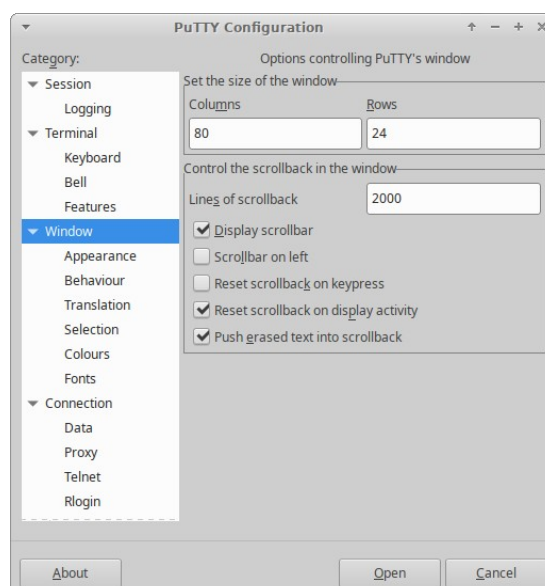 PuTTY Configuration
Category:
Session
Logging
Terminal
Keyboard
Bell
Features
Window
Appearance
Behaviour
Translation
Selection
Colours
Fonts
Connection
Data
Proxy
Telnet
Rlogin
Options controlling PuTTY's window
Set the size of the window
Columns Rows
80 24
Control the scrollback in the window
Lines of scrollback 2000
Display scrollbar
Scrollbar on left
Reset scrollback on keypress
Reset scrollback on display activity
Push erased text into scrollback
About Open Cancel